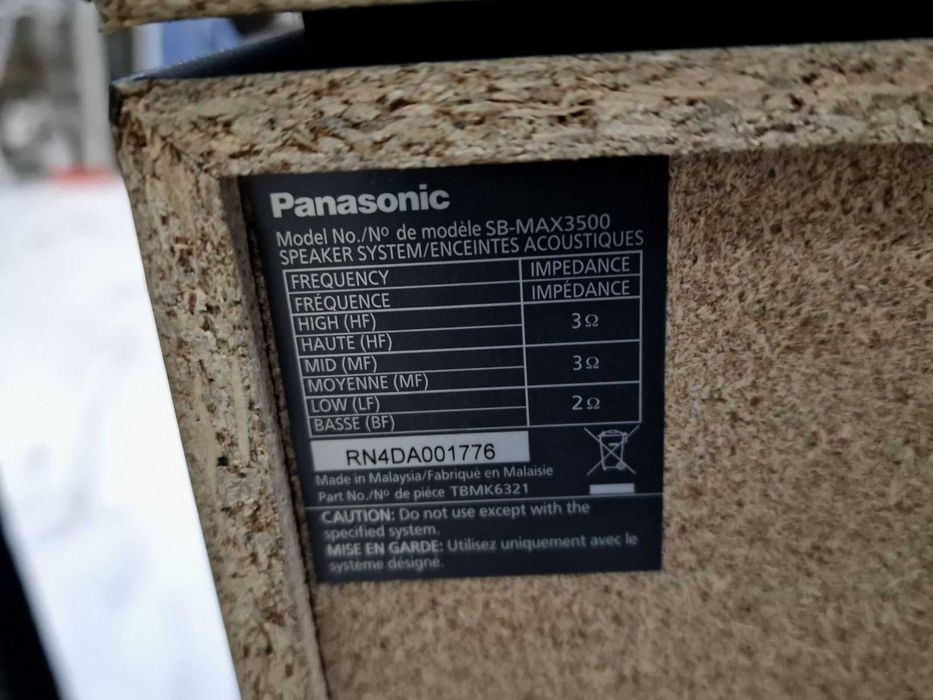 Panasonic
Model No./Nº de modèle SB-MAX3500
SPEAKER SYSTEM/ENCEINTES ACOUSTIQUES
FREQUENCY IMPEDANCE
FRÉQUENCE IMPÉDANCE
HIGH (HF) 3Ω
HAUTE (HF)
MID (MF) 3Ω
MOYENNE (MF)
LOW (LF) 2Ω
BASSE (BF)
RN4DA001776
Made in Malaysia/Fabriqué en Malaisie
Part No./Nº de pièce TBMK6321
CAUTION: Do not use except with the
specified system.
MISE EN GARDE: Utilisez uniquement avec le
système désigné.